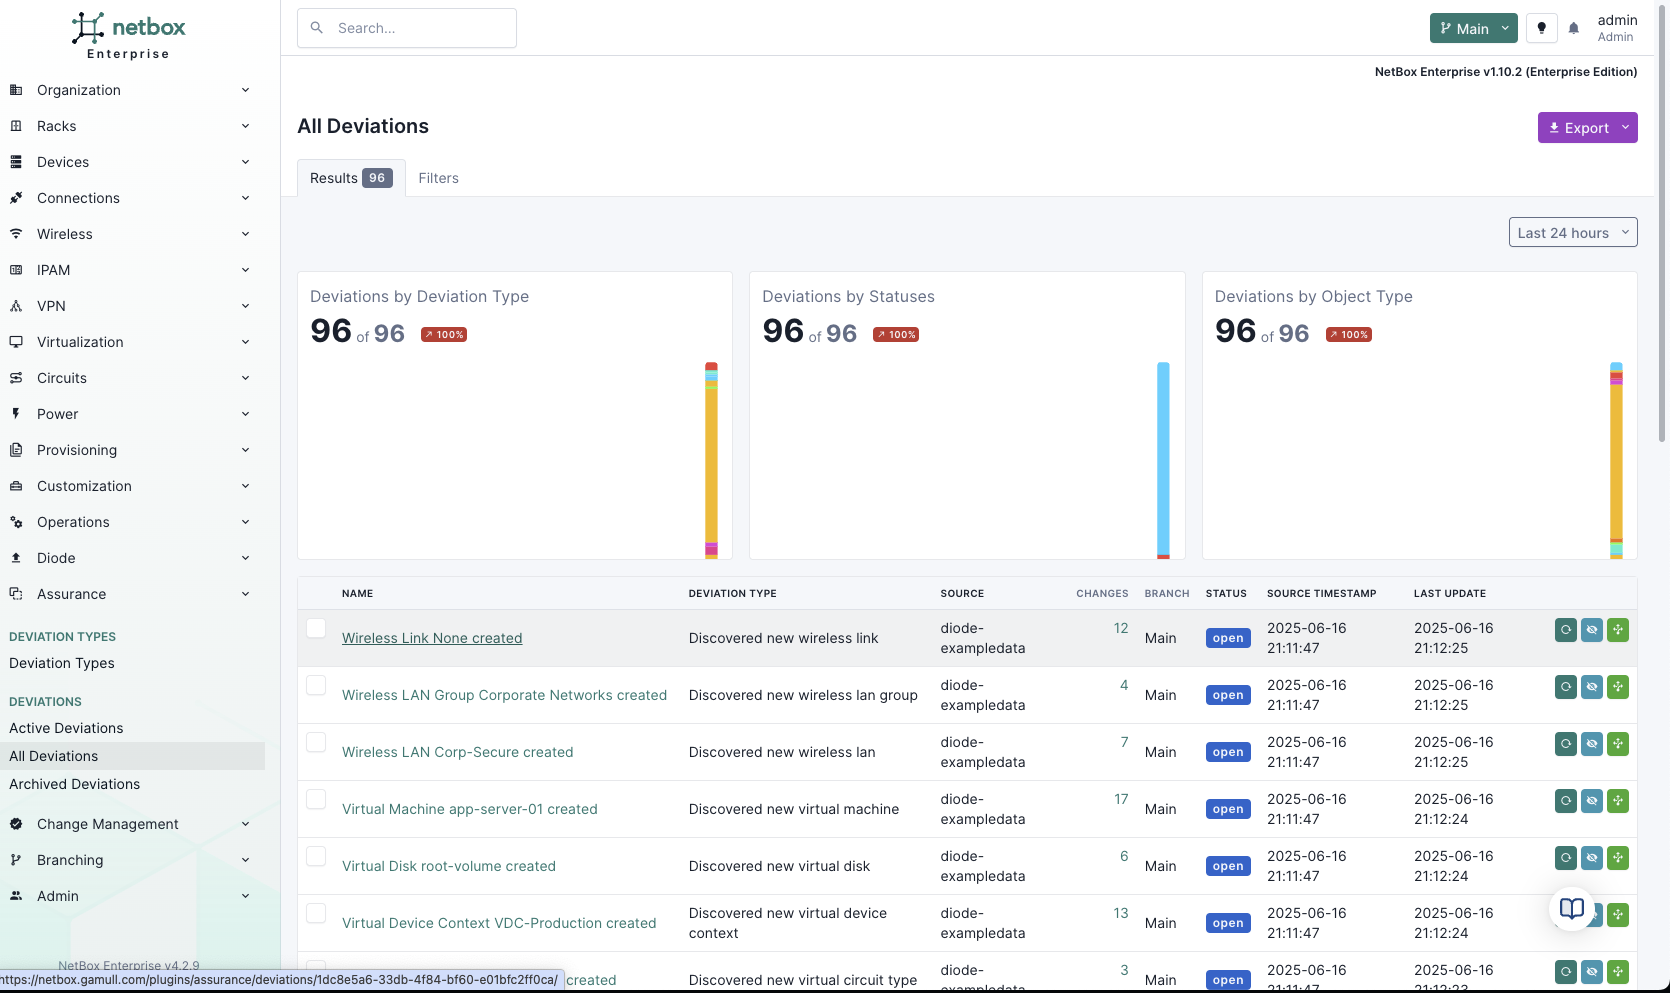 netbox
Enterprise
Search...
Main
admin
Admin
NetBox Enterprise v1.10.2 (Enterprise Edition)
Organization
Racks
Devices
Connections
Wireless
IPAM
VPN
Virtualization
Circuits
Power
Provisioning
Customization
Operations
Diode
Assurance
DEVIATION TYPES
Deviation Types
DEVIATIONS
Active Deviations
All Deviations
Archived Deviations
Change Management
Branching
Admin
NetBox Enterprise v4.2.9
https://netbox.gamull.com/plugins/assurance/deviations/1dc8e5a6-33db-4f84-bf60-e01bfc2ff0ca/
All Deviations
Export
Results 96
Filters
Last 24 hours
Deviations by Deviation Type
96 of 96 100%
Deviations by Statuses
96 of 96 100%
Deviations by Object Type
96 of 96 100%
NAME DEVIATION TYPE SOURCE CHANGES BRANCH STATUS SOURCE TIMESTAMP LAST UPDATE
Wireless Link None created Discovered new wireless link diode- 12 Main open 2025-06-16 2025-06-16
exampledata 21:11:47 21:12:25
Wireless LAN Group Corporate Networks created Discovered new wireless lan group diode- 4 Main open 2025-06-16 2025-06-16
exampledata 21:11:47 21:12:25
Wireless LAN Corp-Secure created Discovered new wireless lan diode- 7 Main open 2025-06-16 2025-06-16
exampledata 21:11:47 21:12:25
Virtual Machine app-server-01 created Discovered new virtual machine diode- 17 Main open 2025-06-16 2025-06-16
exampledata 21:11:47 21:12:24
Virtual Disk root-volume created Discovered new virtual disk diode- 6 Main open 2025-06-16 2025-06-16
exampledata 21:11:47 21:12:24
Virtual Device Context VDC-Production created Discovered new virtual device diode- 13 Main open 2025-06-16 2025-06-16
context exampledata 21:11:47 21:12:24
created Discovered new virtual circuit type diode- 3 Main open 2025-06-16 2025-06-16
exampledata 21:11:47 21:12:23